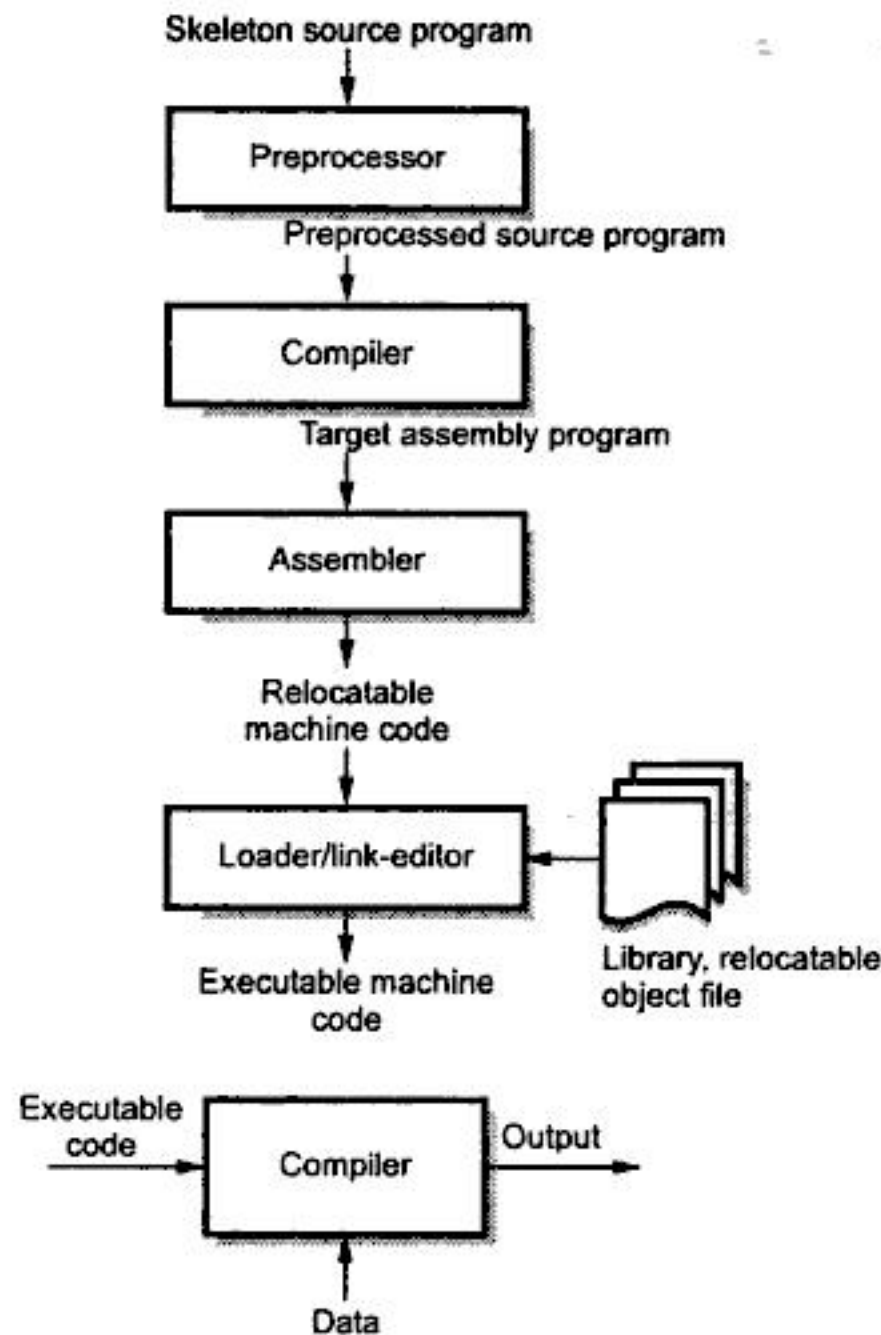 Skeleton source program
Preprocessor
Preprocessed source program
Compiler
Target assembly program
Assembler
Relocatable
machine code
Loader/link-editor
Library, relocatable
object file
Executable machine
code
Executable
code
Compiler
Output
Data